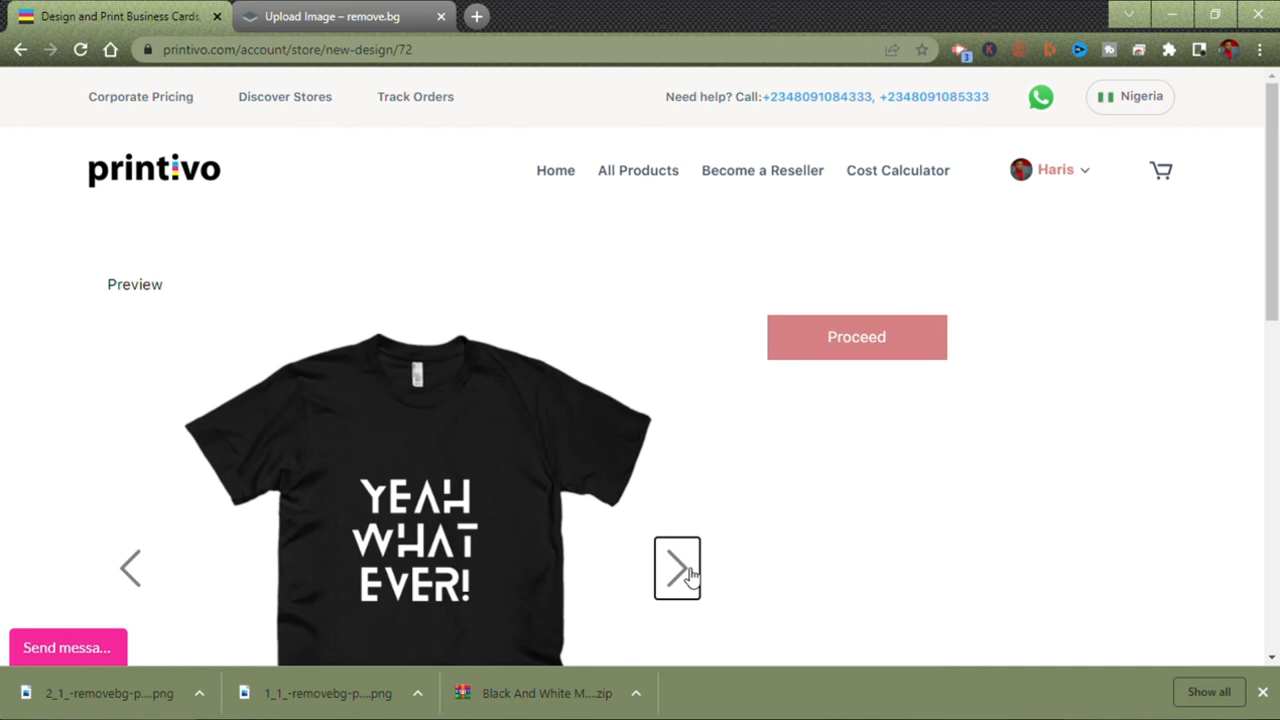 Design and Print Business Cards,
Upload Image – remove.bg
printivo.com/account/store/new-design/72
3
Corporate Pricing
Discover Stores
Track Orders
Need help? Call:+2348091084333, +2348091085333
Nigeria
printivo
Home
All Products
Become a Reseller
Cost Calculator
Haris
Preview
Proceed
YEAH
WHAT
EVER!
Send messa...
2_1_-removebg-p....png
1_1_-removebg-p....png
Black And White M....zip
Show all